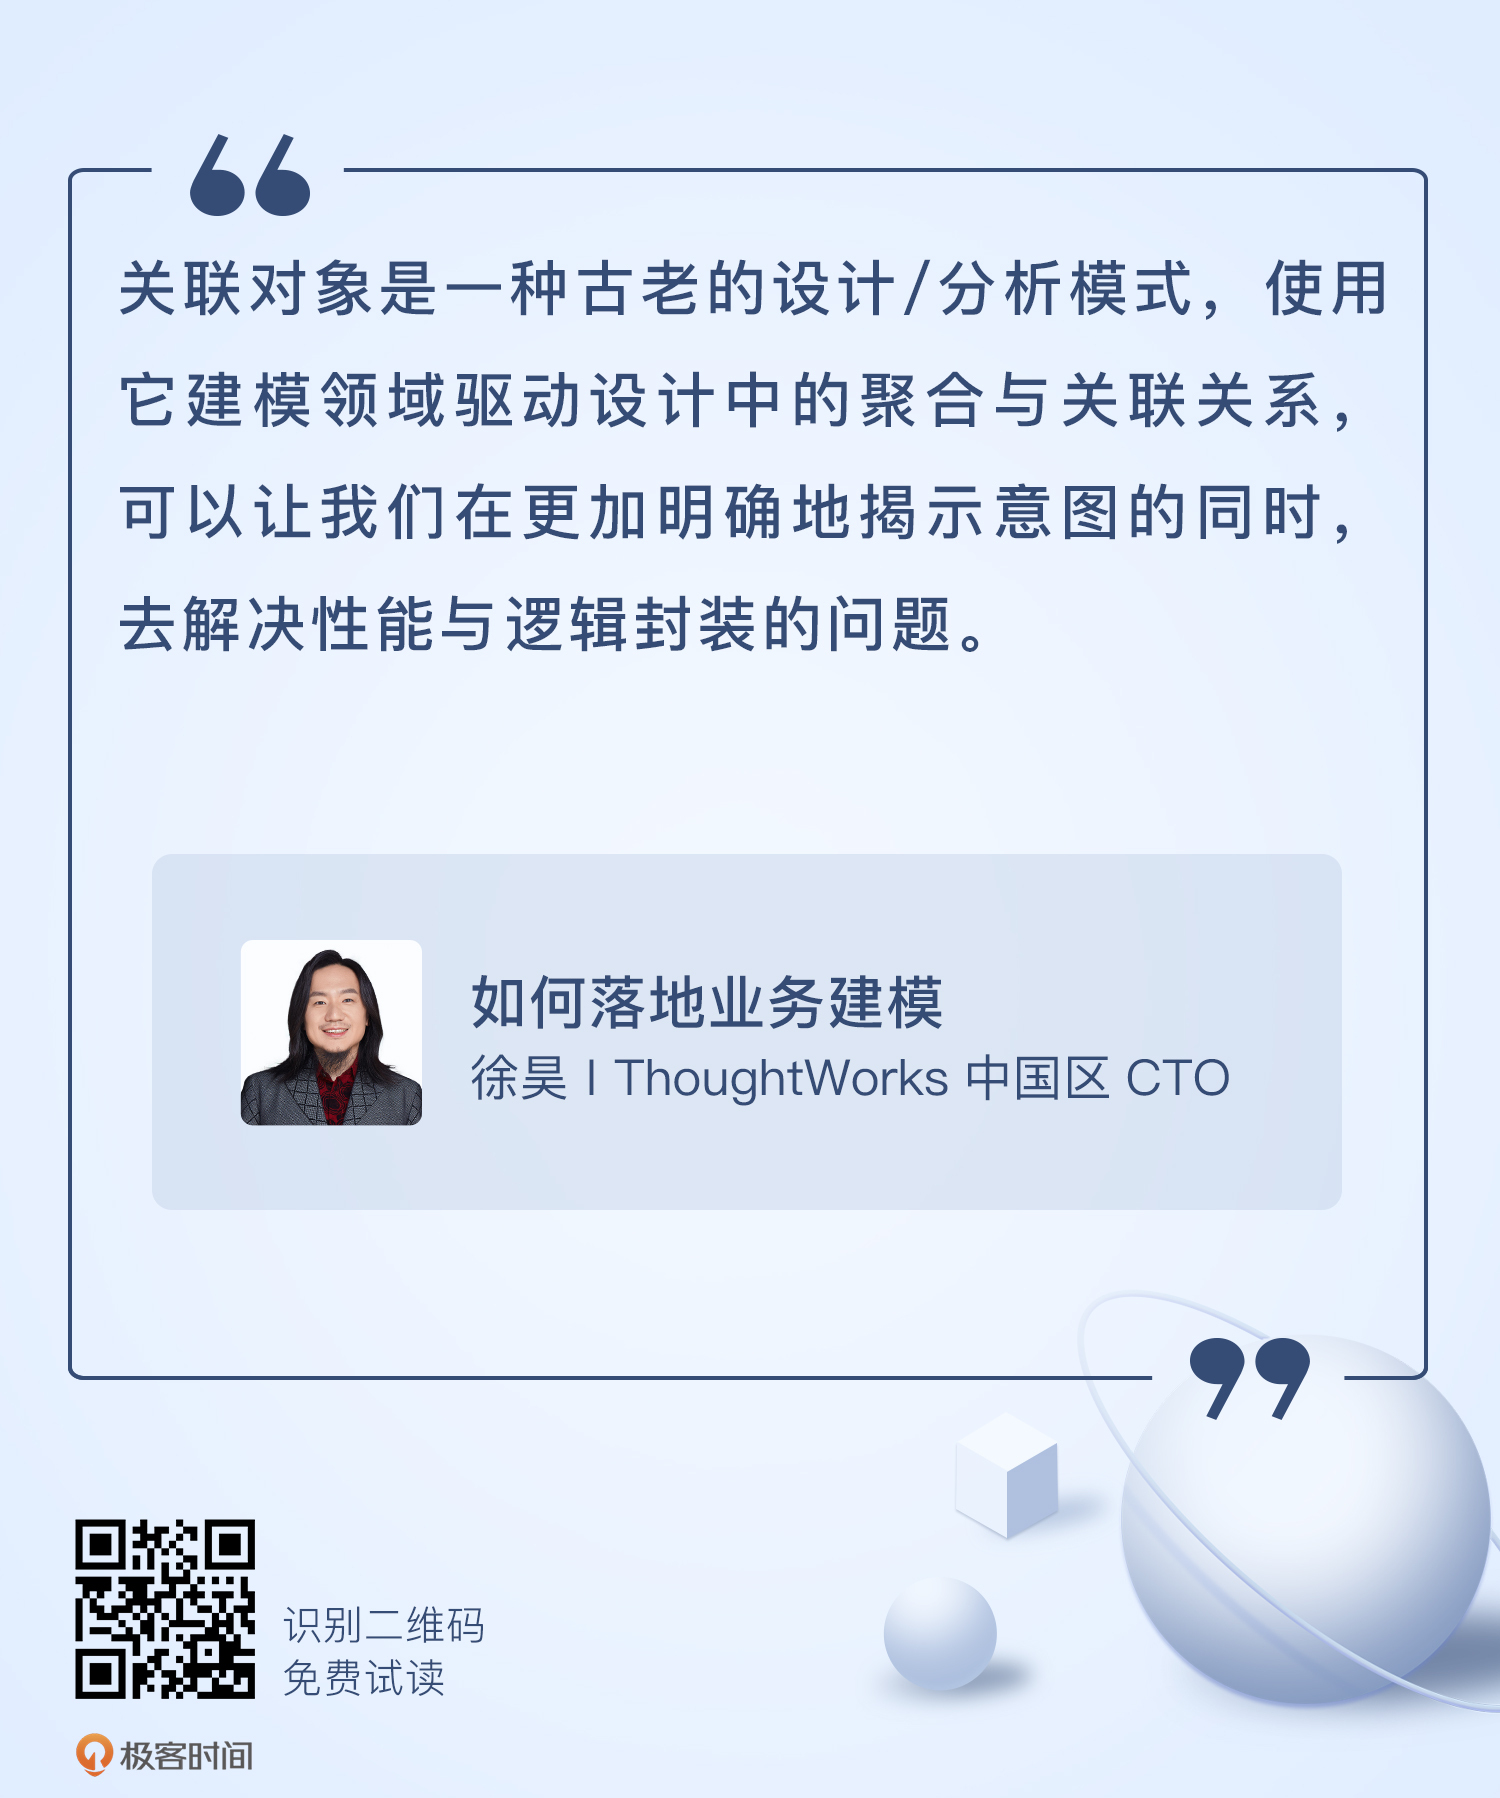 “
关联对象是一种古老的设计/分析模式，使用
它建模领域驱动设计中的聚合与关联关系，
可以让我们在更加明确地揭示意图的同时，
去解决性能与逻辑封装的问题。
如何落地业务建模
徐昊 | ThoughtWorks 中国区 CTO
”
识别二维码
免费试读
极客时间